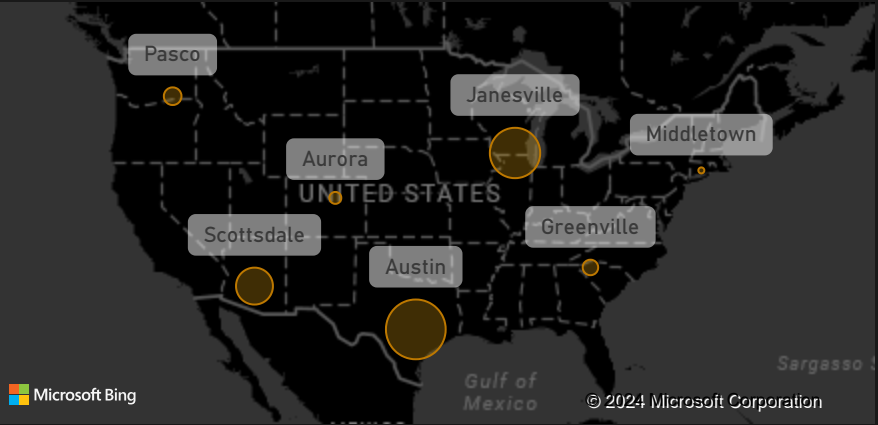 Pasco
Janesville
Middletown
Aurora
UNITED STATES
Scottsdale
Greenville
Austin
Sargasso
Gulf of
Mexico
Microsoft Bing
© 2024 Microsoft Corporation